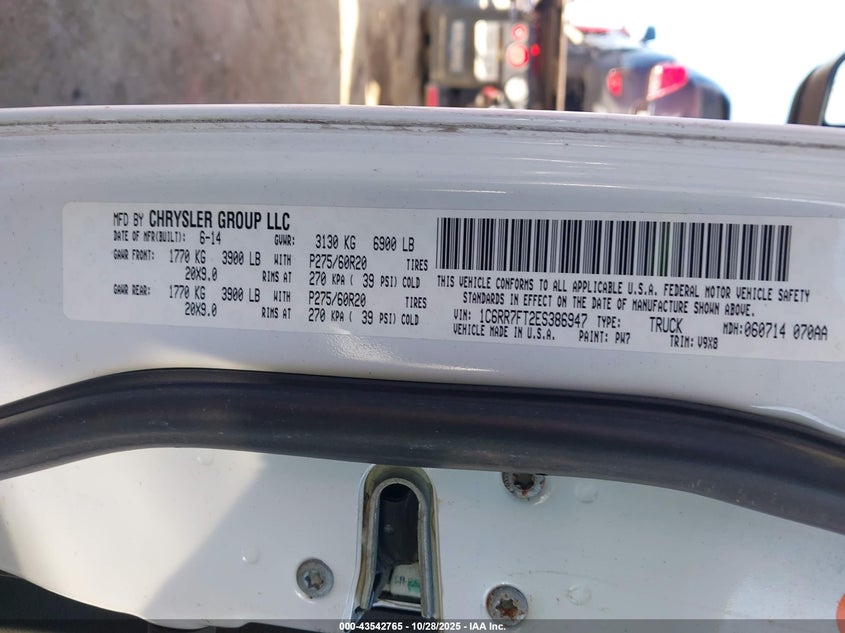 MFD BY CHRYSLER GROUP LLC
DATE OF MFR(BUILT): 6-14 GVWR: 3130 KG 6900 LB
GAWR FRONT: 1770 KG 3900 LB WITH P275/60R20 TIRES
20X9.0 RIMS AT 270 KPA ( 39 PSI) COLD
GAWR REAR: 1770 KG 3900 LB WITH P275/60R20 TIRES
20X9.0 RIMS AT 270 KPA ( 39 PSI) COLD
THIS VEHICLE CONFORMS TO ALL APPLICABLE U.S.A. FEDERAL MOTOR VEHICLE SAFETY
STANDARDS IN EFFECT ON THE DATE OF MANUFACTURE SHOWN ABOVE.
VIN: 1C6RR7FT2ES386947 TYPE: TRUCK MDH: 060714 070AA
VEHICLE MADE IN U.S.A. PAINT: PW7 TRIM: V9X8
000-43542765 - 10/28/2025 - IAA Inc.